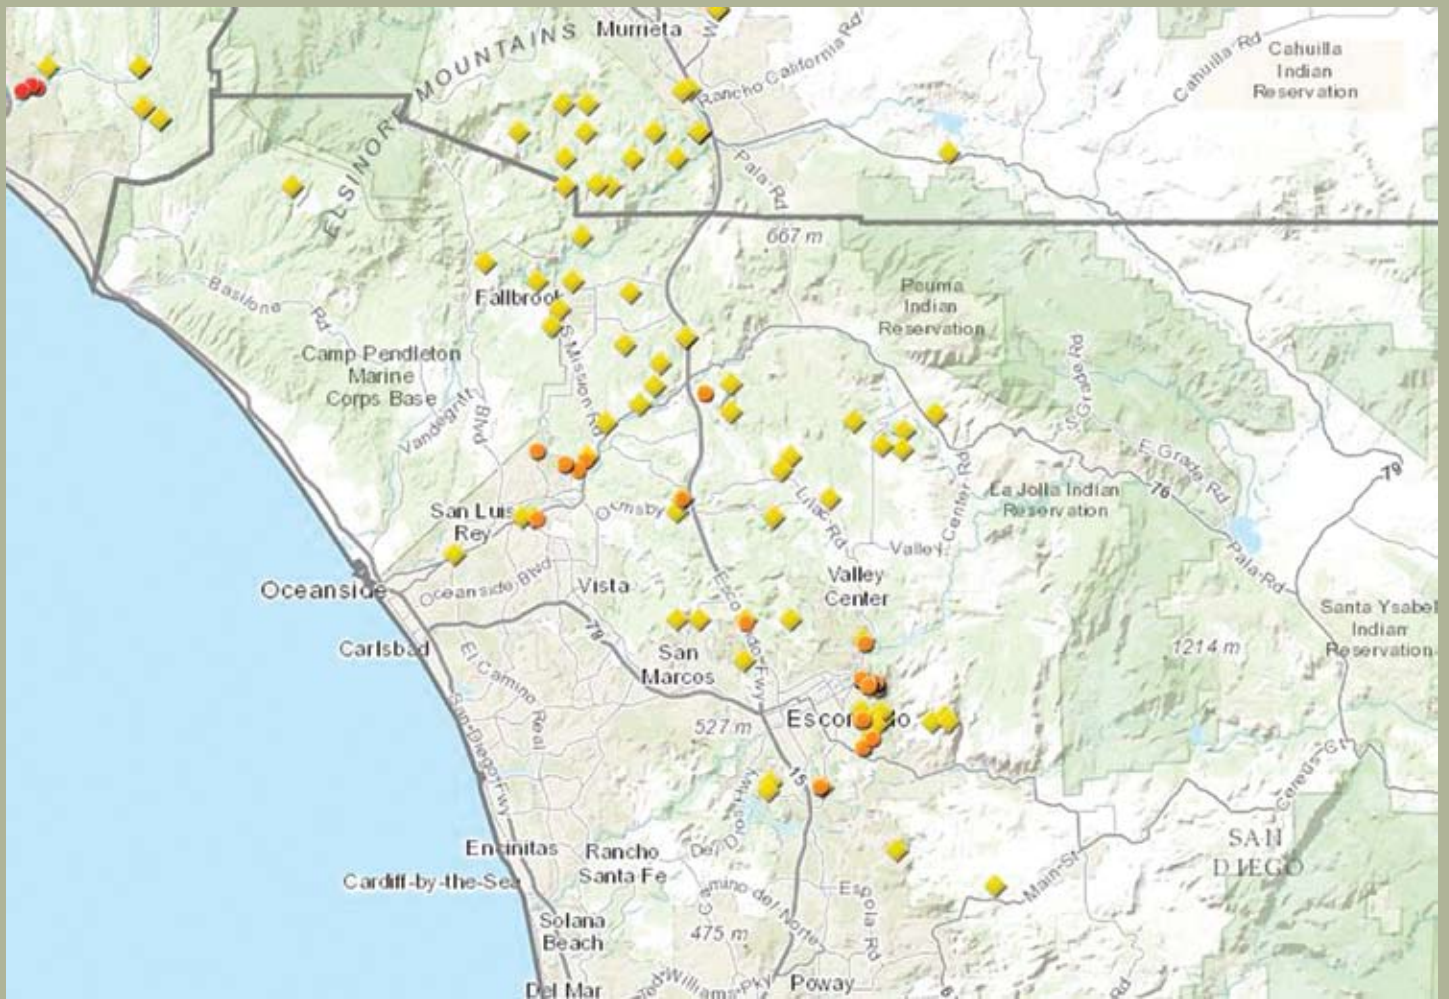 Murrieta
MOUNTAINS
Rancho California Rd
Cahuilla Rd
Cahuilla
Indian
Reservation
ELSINORE
Pala Rd
667 m
Basilone
Rd
Fallbrook
Pauma
Indian
Reservation
Camp Pendleton
Marine
Corps Base
S Mission Rd
S Grade Rd
Vandegrift
Blvd
E Grade Rd
79
76
La Jolla Indian
Reservation
San Luis
Rey
Ormsby
Lilac Rd
Valley Center Rd
Valley
Pala Rd
Oceanside
Oceanside Blvd
Vista
Escondido Fwy
Valley
Center
Santa Ysabel
Indian
Reservation
Carlsbad
78
El Camino Real
San
Marcos
1214 m
San Diego Fwy
527 m
Escondido
15
Del Dios
Encinitas
Rancho
Santa Fe
SAN
DIEGO
Cardiff-by-the-Sea
Main St
Camino del Norte
Espola Rd
Solana
Beach
475 m
Ted Williams Pky
Poway
Rd
Del Mar